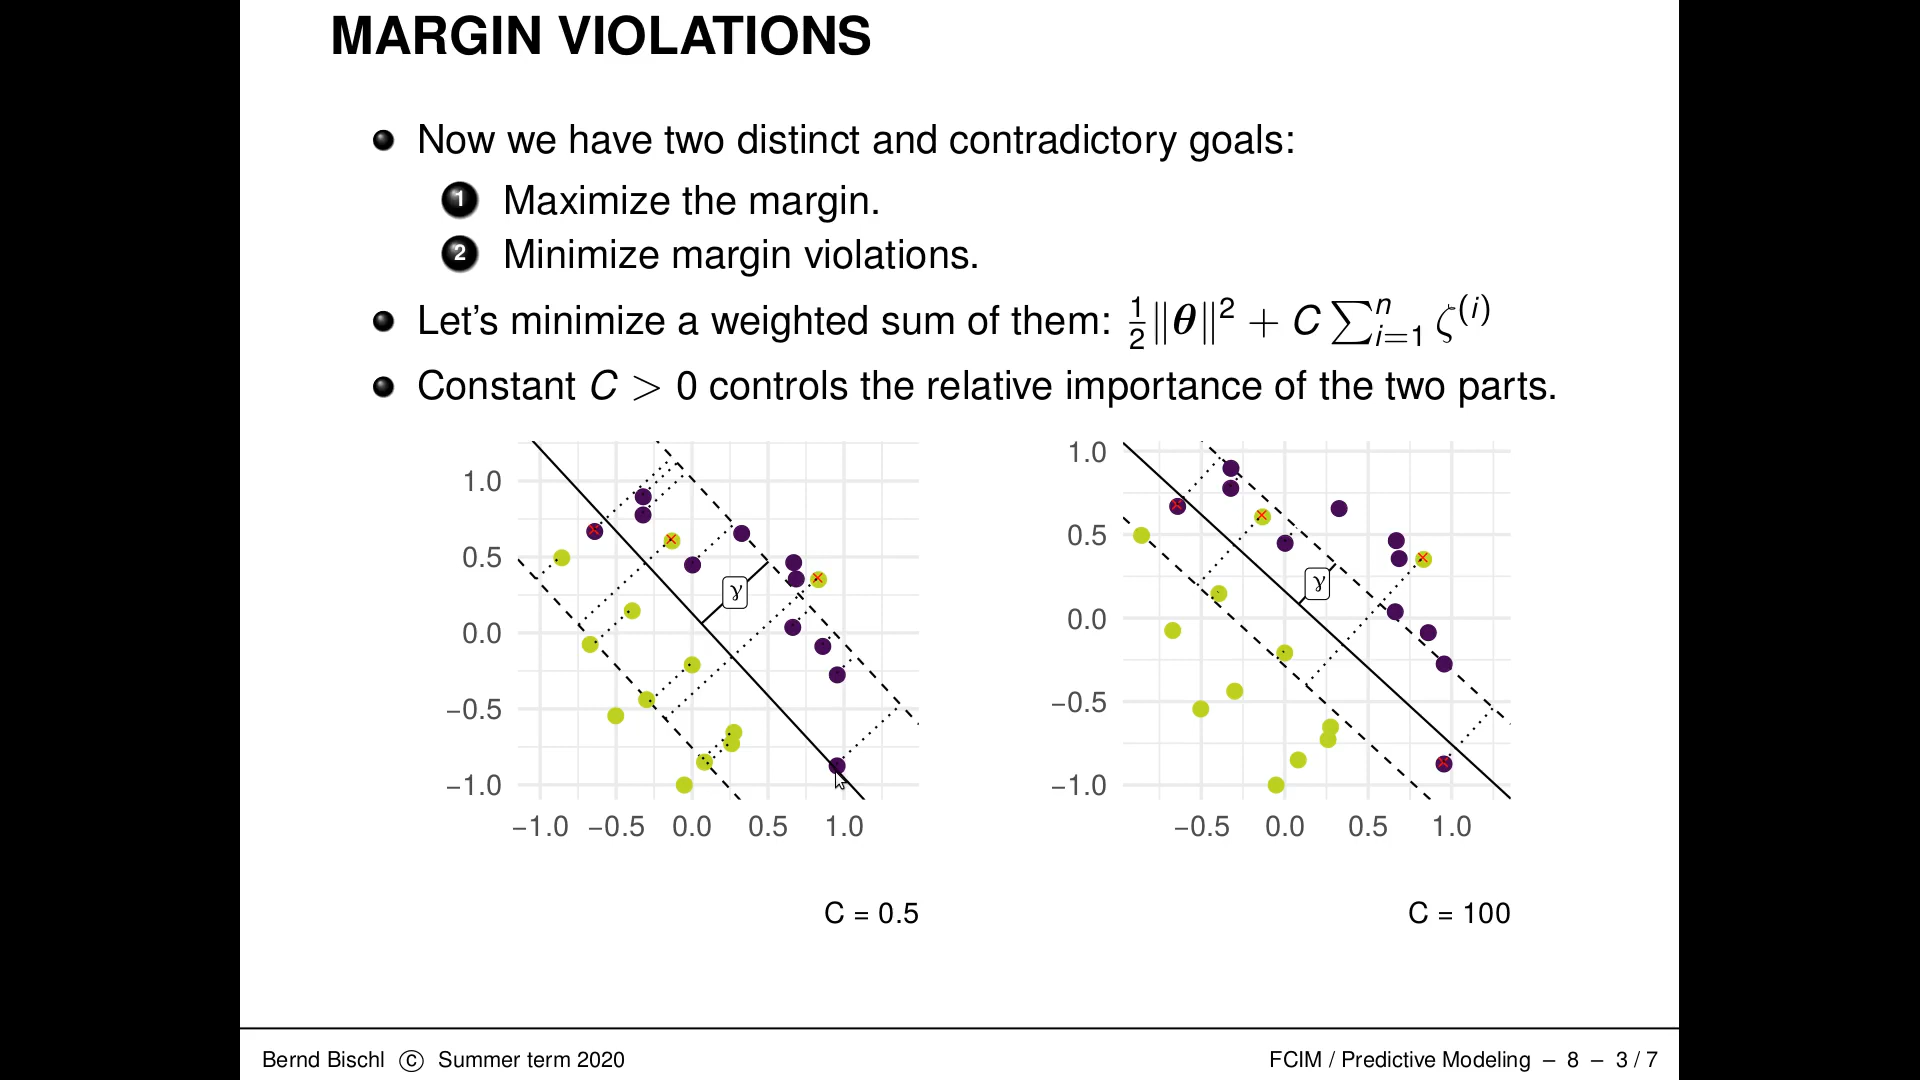 MARGIN VIOLATIONS
Now we have two distinct and contradictory goals:
1 Maximize the margin.
2 Minimize margin violations.
Let's minimize a weighted sum of them: ½‖θ‖² + C ∑ⁿᵢ₌₁ ζ⁽ⁱ⁾
Constant C > 0 controls the relative importance of the two parts.
1.0
0.5
0.0
−0.5
−1.0
−1.0 −0.5 0.0 0.5 1.0
γ
C = 0.5
1.0
0.5
0.0
−0.5
−1.0
−0.5 0.0 0.5 1.0
γ
C = 100
Bernd Bischl © Summer term 2020
FCIM / Predictive Modeling – 8 – 3 / 7